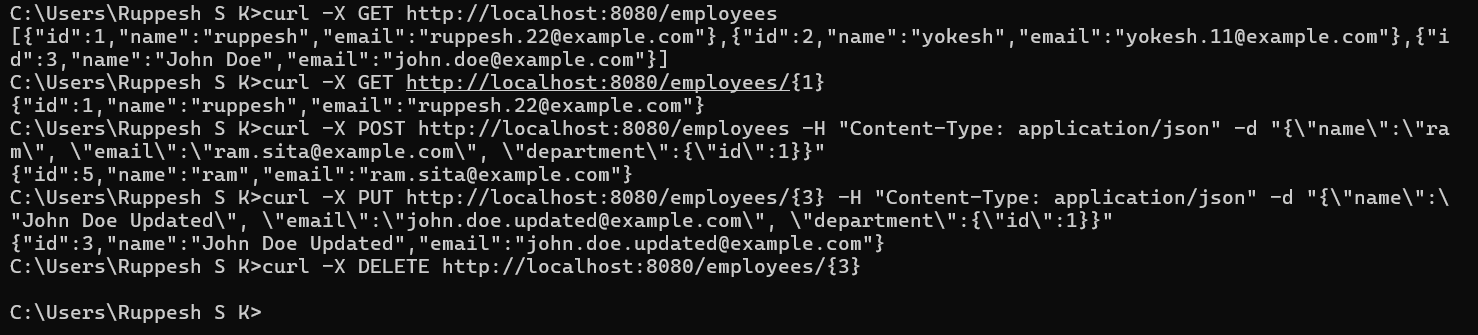 C:\Users\Ruppesh S K>curl -X GET http://localhost:8080/employees
[{"id":1,"name":"ruppesh","email":"ruppesh.22@example.com"},{"id":2,"name":"yokesh","email":"yokesh.11@example.com"},{"i
d":3,"name":"John Doe","email":"john.doe@example.com"}]
C:\Users\Ruppesh S K>curl -X GET http://localhost:8080/employees/{1}
{"id":1,"name":"ruppesh","email":"ruppesh.22@example.com"}
C:\Users\Ruppesh S K>curl -X POST http://localhost:8080/employees -H "Content-Type: application/json" -d "{\"name\":\"ra
m\", \"email\":\"ram.sita@example.com\", \"department\":{\"id\":1}}"
{"id":5,"name":"ram","email":"ram.sita@example.com"}
C:\Users\Ruppesh S K>curl -X PUT http://localhost:8080/employees/{3} -H "Content-Type: application/json" -d "{\"name\":\
"John Doe Updated\", \"email\":\"john.doe.updated@example.com\", \"department\":{\"id\":1}}"
{"id":3,"name":"John Doe Updated","email":"john.doe.updated@example.com"}
C:\Users\Ruppesh S K>curl -X DELETE http://localhost:8080/employees/{3}
C:\Users\Ruppesh S K>